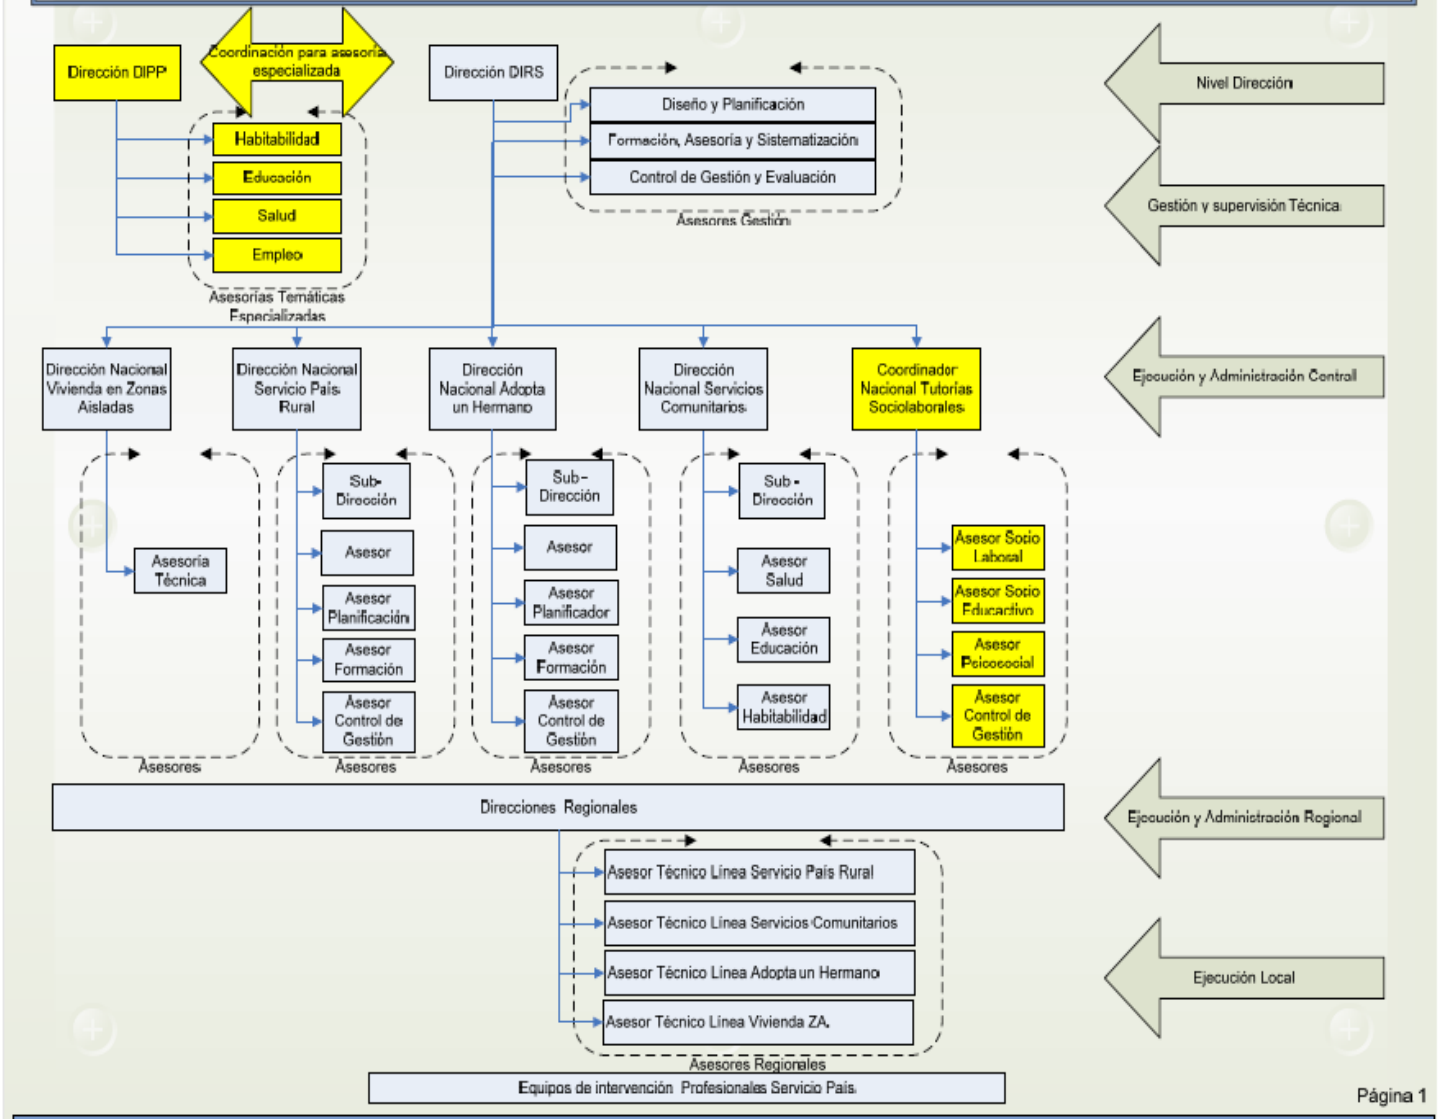 Dirección DIPP
Coordinación para asesoría
especializada
Dirección DIRS
Nivel Dirección
Diseño y Planificación
Formación, Asesoría y Sistematización
Control de Gestión y Evaluación
Asesores Gestión
Habitabilidad
Educación
Salud
Empleo
Asesorías Temáticas
Especializadas
Gestión y supervisión Técnica
Dirección Nacional
Vivienda en Zonas
Aisladas
Dirección Nacional
Servicio País
Rural
Dirección
Nacional Adopta
un Hermano
Dirección
Nacional Servicios
Comunitarios
Coordinador
Nacional Tutorías
Sociolaborales
Ejecución y Administración Central
Asesoría
Técnica
Asesores
Sub-
Dirección
Asesor
Asesor
Planificación
Asesor
Formación
Asesor
Control de
Gestión
Asesores
Sub-
Dirección
Asesor
Asesor
Planificador
Asesor
Formación
Asesor
Control de
Gestión
Asesores
Sub-
Dirección
Asesor
Salud
Asesor
Educación
Asesor
Habitabilidad
Asesores
Asesor Socio
Laboral
Asesor Socio
Educactivo
Asesor
Psicosocial
Asesor
Control de
Gestión
Asesores
Direcciones Regionales
Ejecución y Administración Regional
Asesor Técnico Línea Servicio País Rural
Asesor Técnico Línea Servicios Comunitarios
Asesor Técnico Línea Adopta un Hermano
Asesor Técnico Línea Vivienda ZA.
Asesores Regionales
Ejecución Local
Equipos de intervención Profesionales Servicio País
Página 1